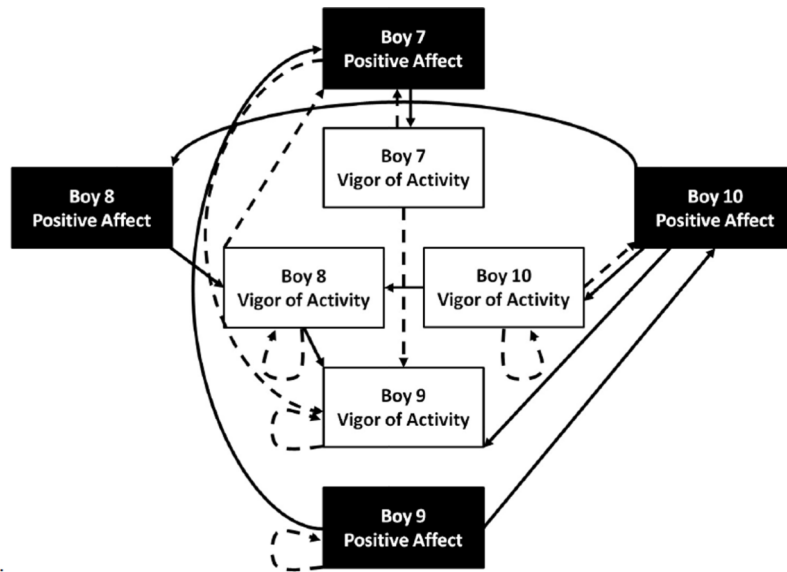 Boy 7
Positive Affect
Boy 7
Vigor of Activity
Boy 8
Positive Affect
Boy 10
Positive Affect
Boy 8
Vigor of Activity
Boy 10
Vigor of Activity
Boy 9
Vigor of Activity
Boy 9
Positive Affect
.